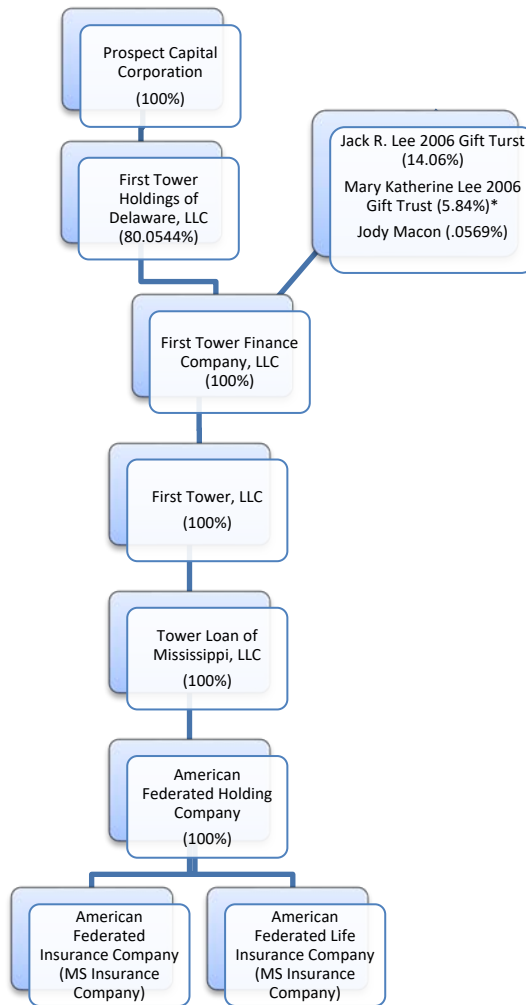 Prospect Capital
Corporation
(100%)
First Tower
Holdings of
Delaware, LLC
(80.0544%)
Jack R. Lee 2006 Gift Turst
(14.06%)
Mary Katherine Lee 2006
Gift Trust (5.84%)*
Jody Macon (.0569%)
First Tower Finance
Company, LLC
(100%)
First Tower, LLC
(100%)
Tower Loan of
Mississippi, LLC
(100%)
American
Federated Holding
Company
(100%)
American
Federated
Insurance Company
(MS Insurance
Company)
American
Federated Life
Insurance Company
(MS Insurance
Company)